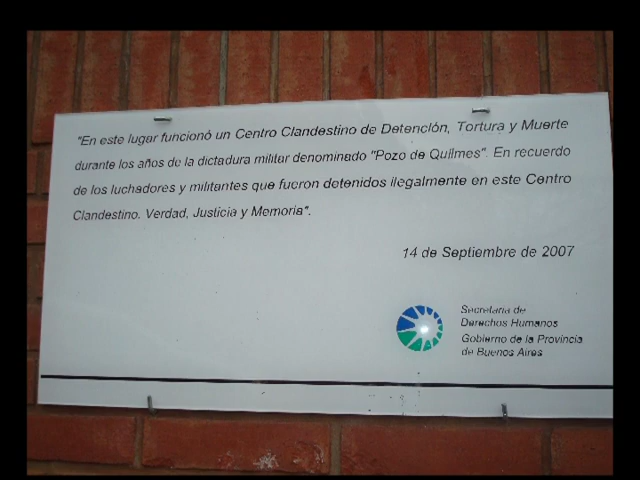 "En este lugar funcionó un Centro Clandestino de Detención, Tortura y Muerte
durante los años de la dictadura militar denominado "Pozo de Quilmes". En recuerdo
de los luchadores y militantes que fueron detenidos ilegalmente en este Centro
Clandestino. Verdad, Justicia y Memoria".
14 de Septiembre de 2007
Secretaria de
Derechos Humanos
Gobierno de la Provincia
de Buenos Aires